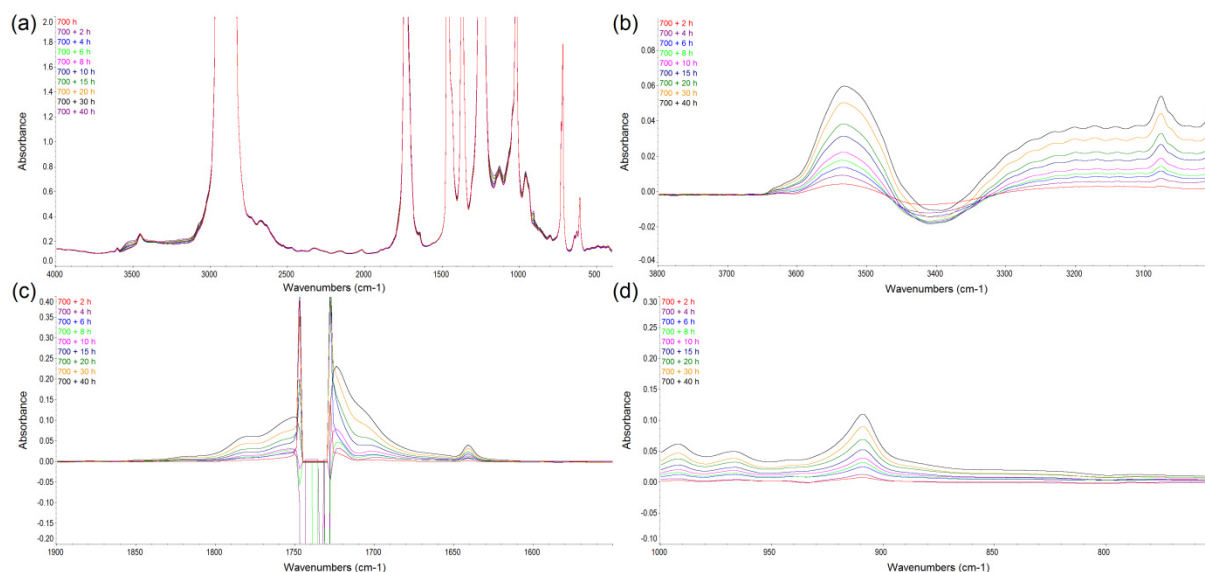 (a)
700 h
700 + 2 h
700 + 4 h
700 + 6 h
700 + 8 h
700 + 10 h
700 + 15 h
700 + 20 h
700 + 30 h
700 + 40 h
Absorbance
2.0
1.8
1.6
1.4
1.2
1.0
0.8
0.6
0.4
0.2
0.0
4000 3500 3000 2500 2000 1500 1000 500
Wavenumbers (cm-1)
(b)
700 + 2 h
700 + 4 h
700 + 6 h
700 + 8 h
700 + 10 h
700 + 15 h
700 + 20 h
700 + 30 h
700 + 40 h
Absorbance
0.08
0.06
0.04
0.02
0.00
-0.02
-0.04
3800 3700 3600 3500 3400 3300 3200 3100
Wavenumbers (cm-1)
(c)
700 + 2 h
700 + 4 h
700 + 6 h
700 + 8 h
700 + 10 h
700 + 15 h
700 + 20 h
700 + 30 h
700 + 40 h
Absorbance
0.40
0.35
0.30
0.25
0.20
0.15
0.10
0.05
0.00
-0.05
-0.10
-0.15
-0.20
1900 1850 1800 1750 1700 1650 1600
Wavenumbers (cm-1)
(d)
700 + 2 h
700 + 4 h
700 + 6 h
700 + 8 h
700 + 10 h
700 + 15 h
700 + 20 h
700 + 30 h
700 + 40 h
Absorbance
0.30
0.25
0.20
0.15
0.10
0.05
0.00
-0.05
-0.10
1000 950 900 850 800
Wavenumbers (cm-1)